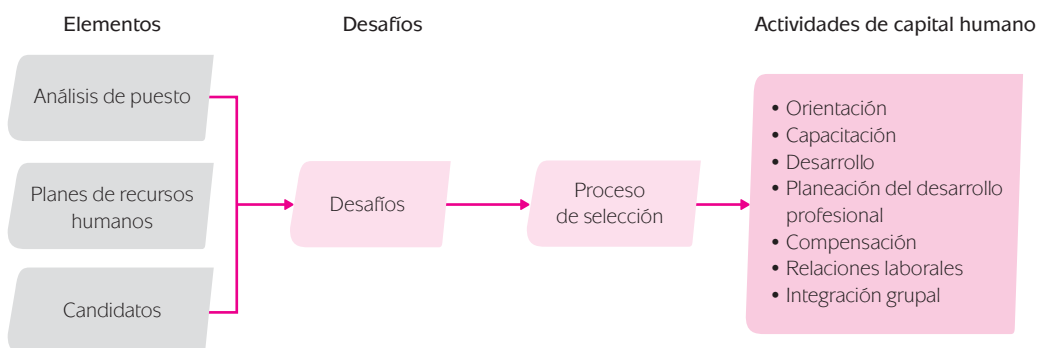 Elementos
Desafíos
Actividades de capital humano
Análisis de puesto
Planes de recursos
humanos
Candidatos
Desafíos
Proceso
de selección
• Orientación
• Capacitación
• Desarrollo
• Planeación del desarrollo
profesional
• Compensación
• Relaciones laborales
• Integración grupal